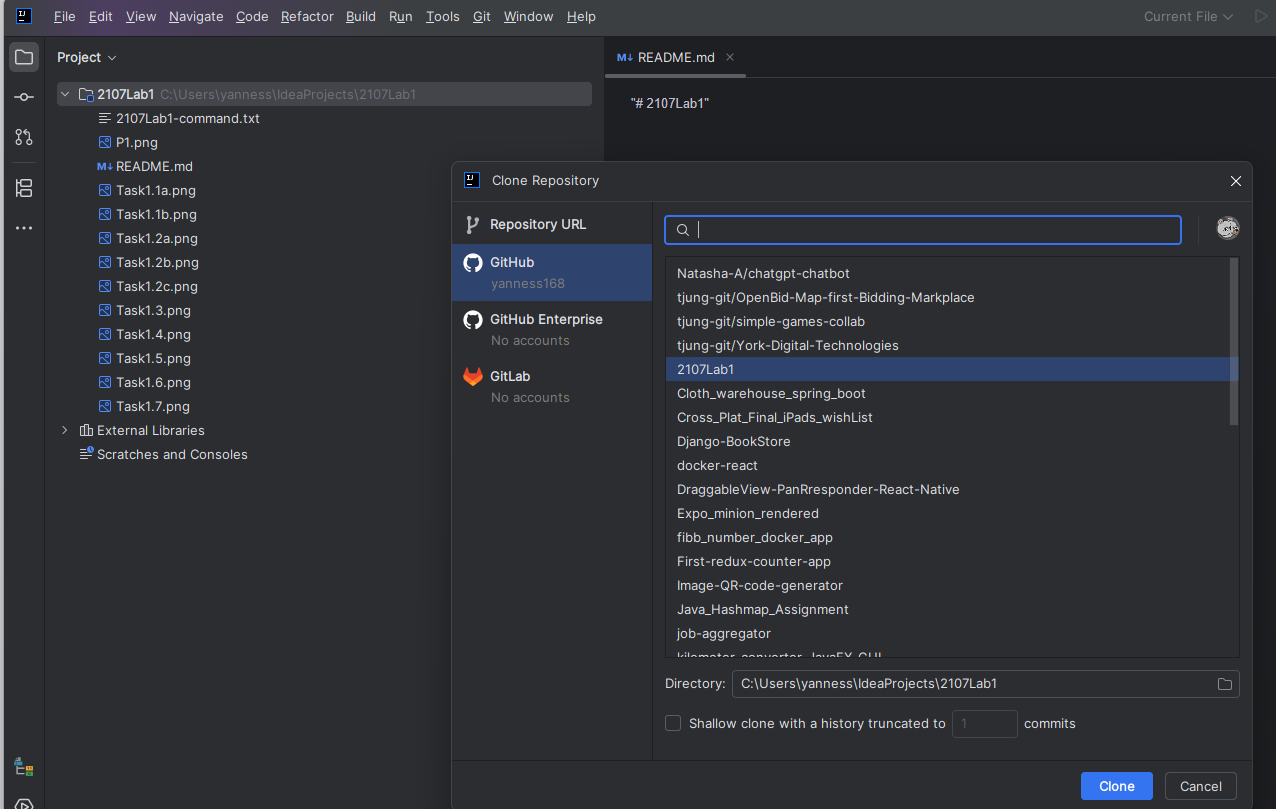 File Edit View Navigate Code Refactor Build Run Tools Git Window Help Current File
Project
README.md
2107Lab1 C:\Users\yanness\IdeaProjects\2107Lab1
"# 2107Lab1"
2107Lab1-command.txt
P1.png
README.md
Task1.1a.png
Task1.1b.png
Task1.2a.png
Task1.2b.png
Task1.2c.png
Task1.3.png
Task1.4.png
Task1.5.png
Task1.6.png
Task1.7.png
External Libraries
Scratches and Consoles
Clone Repository
Repository URL
GitHub
yanness168
GitHub Enterprise
No accounts
GitLab
No accounts
Natasha-A/chatgpt-chatbot
tjung-git/OpenBid-Map-first-Bidding-Markplace
tjung-git/simple-games-collab
tjung-git/York-Digital-Technologies
2107Lab1
Cloth_warehouse_spring_boot
Cross_Plat_Final_iPads_wishList
Django-BookStore
docker-react
DraggableView-PanRresponder-React-Native
Expo_minion_rendered
fibb_number_docker_app
First-redux-counter-app
Image-QR-code-generator
Java_Hashmap_Assignment
job-aggregator
kilometer_converter_JavaFX_GUI
Directory: C:\Users\yanness\IdeaProjects\2107Lab1
Shallow clone with a history truncated to 1 commits
Clone Cancel